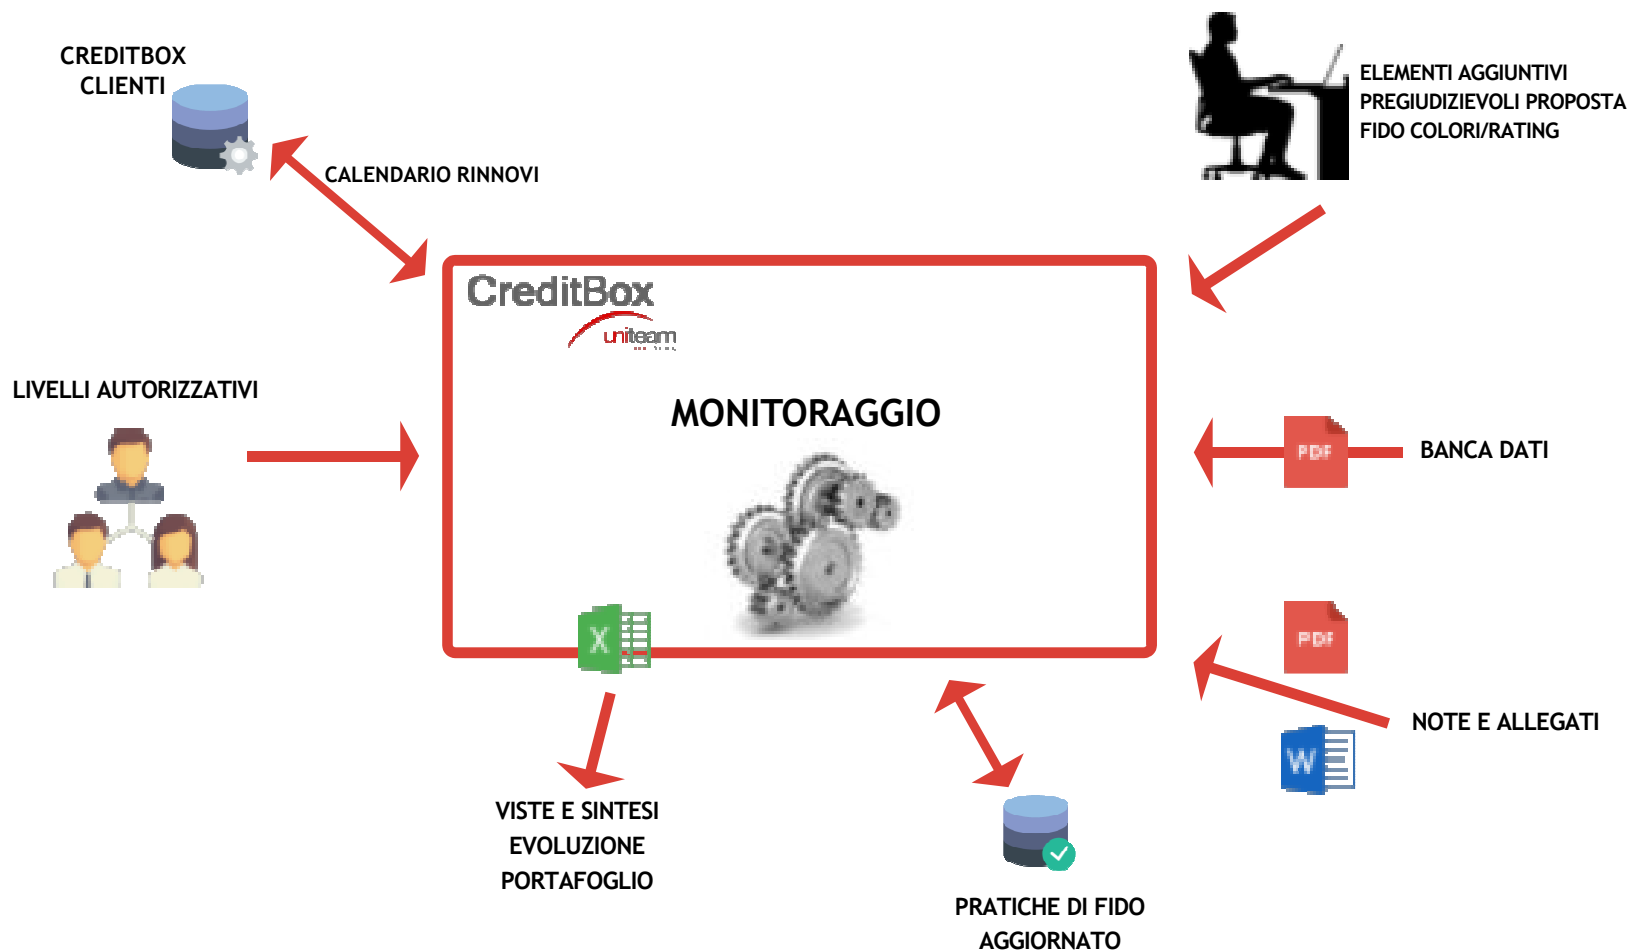 CREDITBOX
CLIENTI
CALENDARIO RINNOVI
ELEMENTI AGGIUNTIVI
PREGIUDIZIEVOLI PROPOSTA
FIDO COLORI/RATING
CreditBox
uniteam
LIVELLI AUTORIZZATIVI
MONITORAGGIO
PDF
BANCA DATI
X
PDF
NOTE E ALLEGATI
W
VISTE E SINTESI
EVOLUZIONE
PORTAFOGLIO
PRATICHE DI FIDO
AGGIORNATO